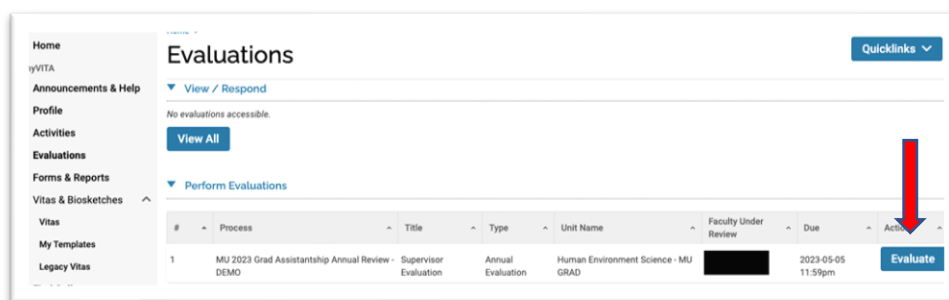 Home
Evaluations
Quicklinks
Home
yVITA
Announcements & Help
Profile
Activities
Evaluations
Forms & Reports
Vitas & Biosketches
Vitas
My Templates
Legacy Vitas
View / Respond
No evaluations accessible.
View All
Perform Evaluations
# Process Title Type Unit Name Faculty Under Review Due
1 MU 2023 Grad Assistantship Annual Review - DEMO Supervisor Evaluation Annual Evaluation Human Environment Science - MU GRAD 2023-05-05 11:59pm Evaluate